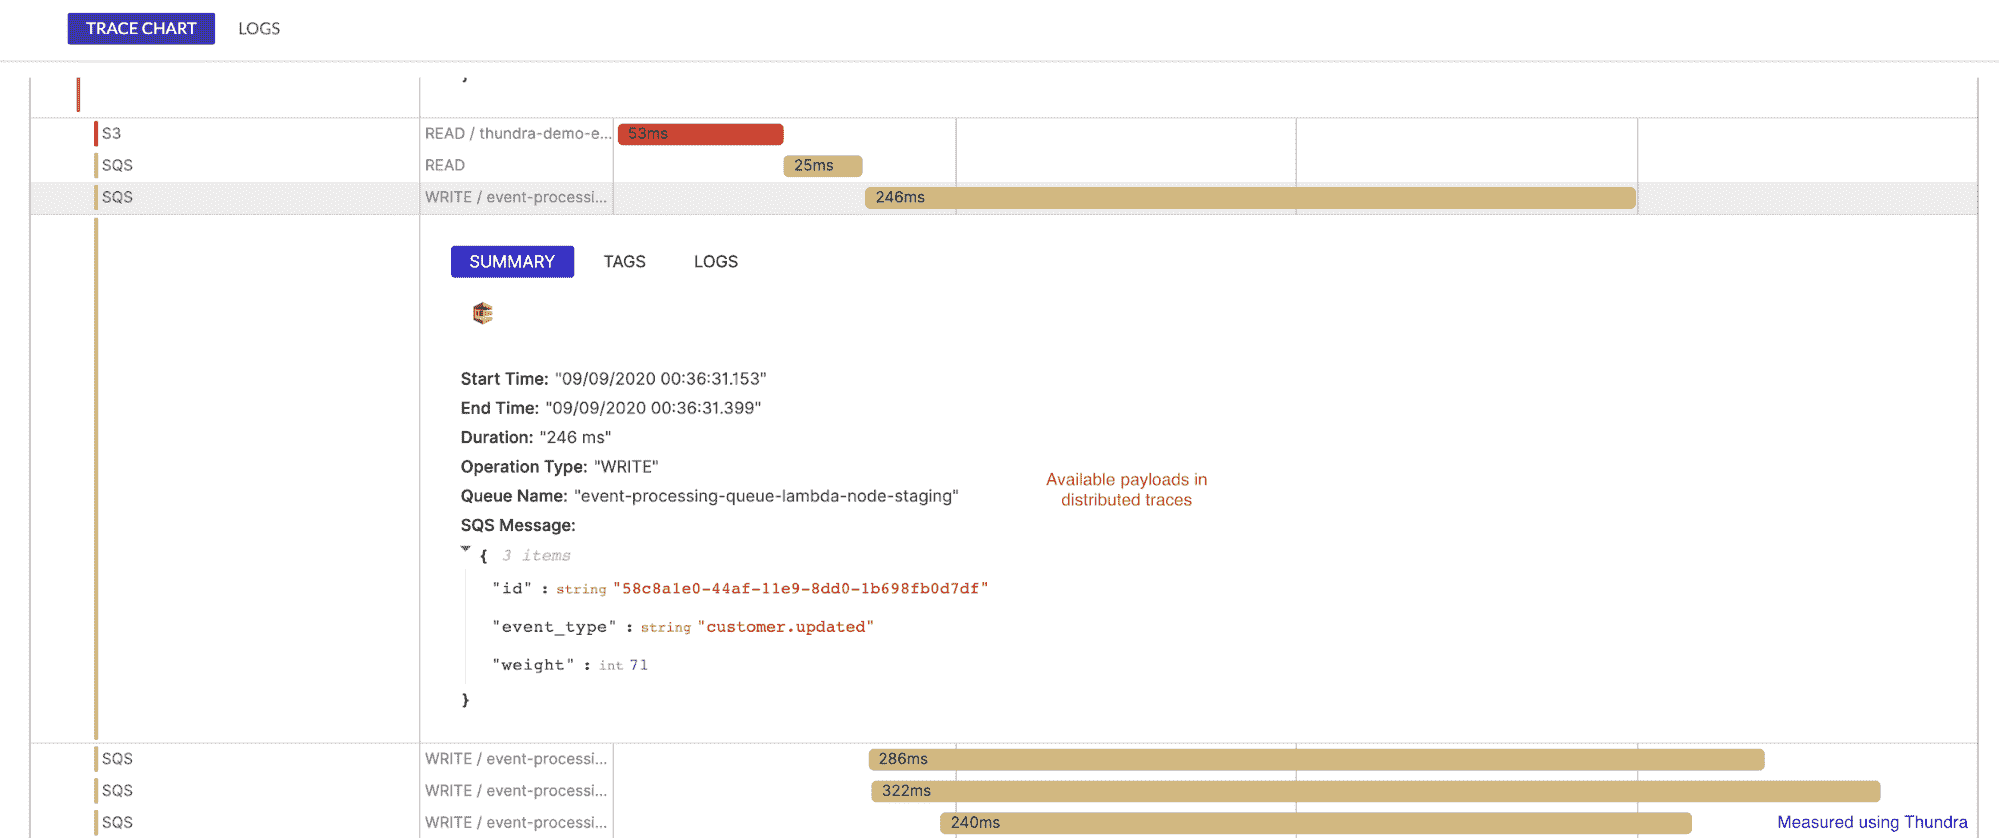 TRACE CHART LOGS
}
S3 READ / thundra-demo-e... 53ms
SQS READ 25ms
SQS WRITE / event-processi... 246ms
SUMMARY TAGS LOGS
Start Time: "09/09/2020 00:36:31.153"
End Time: "09/09/2020 00:36:31.399"
Duration: "246 ms"
Operation Type: "WRITE"
Queue Name: "event-processing-queue-lambda-node-staging"
Available payloads in
distributed traces
SQS Message:
{ 3 items
"id" : string "58c8a1e0-44af-11e9-8dd0-1b698fb0d7df"
"event_type" : string "customer.updated"
"weight" : int 71
}
SQS WRITE / event-processi... 286ms
SQS WRITE / event-processi... 322ms
SQS WRITE / event-processi... 240ms
Measured using Thundra